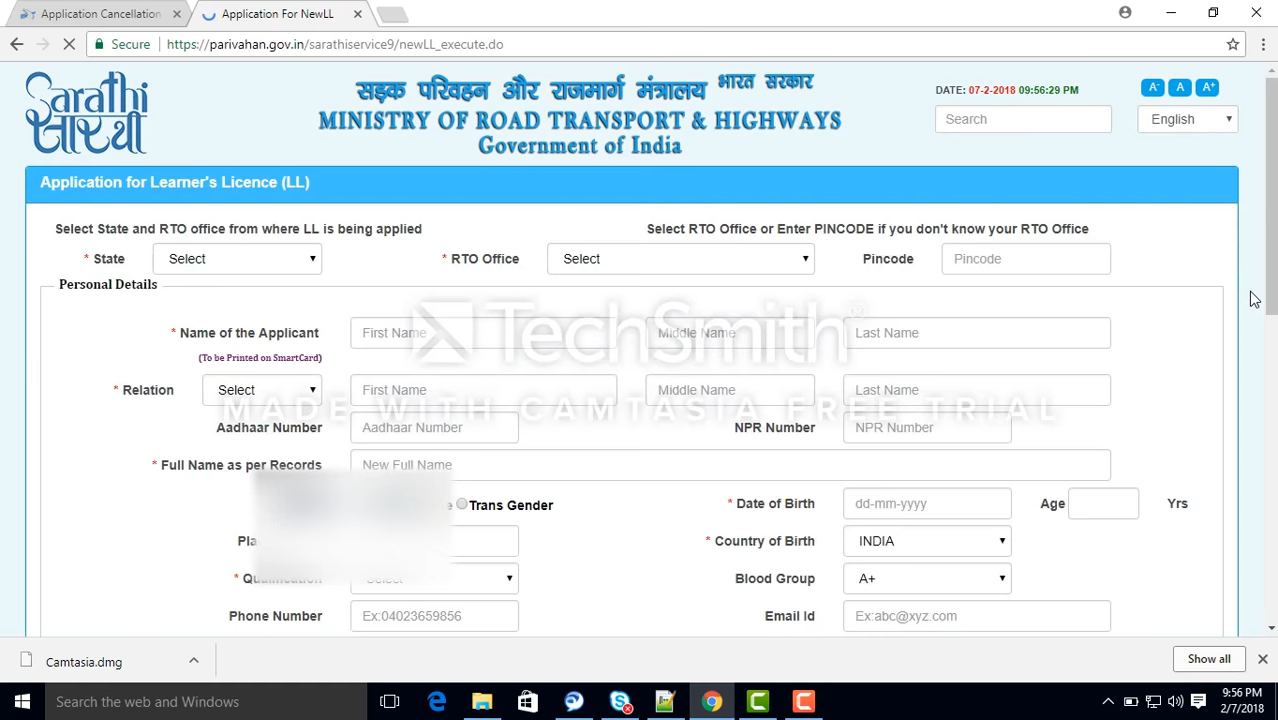 Application Cancellation
Application For NewLL
Secure https://parivahan.gov.in/sarathiservice9/newLL_execute.do
Sarathi
सारथी
सड़क परिवहन और राजमार्ग मंत्रालय भारत सरकार
MINISTRY OF ROAD TRANSPORT & HIGHWAYS
Government of India
DATE: 07-2-2018 09:56:29 PM
A- A A+
Search English
Application for Learner's Licence (LL)
Select State and RTO office from where LL is being applied Select RTO Office or Enter PINCODE if you don't know your RTO Office
* State Select * RTO Office Select Pincode Pincode
Personal Details
* Name of the Applicant First Name Middle Name Last Name
(To be Printed on SmartCard)
TechSmith
* Relation Select First Name Middle Name Last Name
MADE WITH CAMTASIA FREE TRIAL
Aadhaar Number Aadhaar Number NPR Number NPR Number
* Full Name as per Records New Full Name
Trans Gender * Date of Birth dd-mm-yyyy Age Yrs
* Country of Birth INDIA
* Qualification Select Blood Group A+
Phone Number Ex:04023659856 Email Id Ex:abc@xyz.com
Camtasia.dmg Show all
Search the web and Windows
9:56 PM
2/7/2018